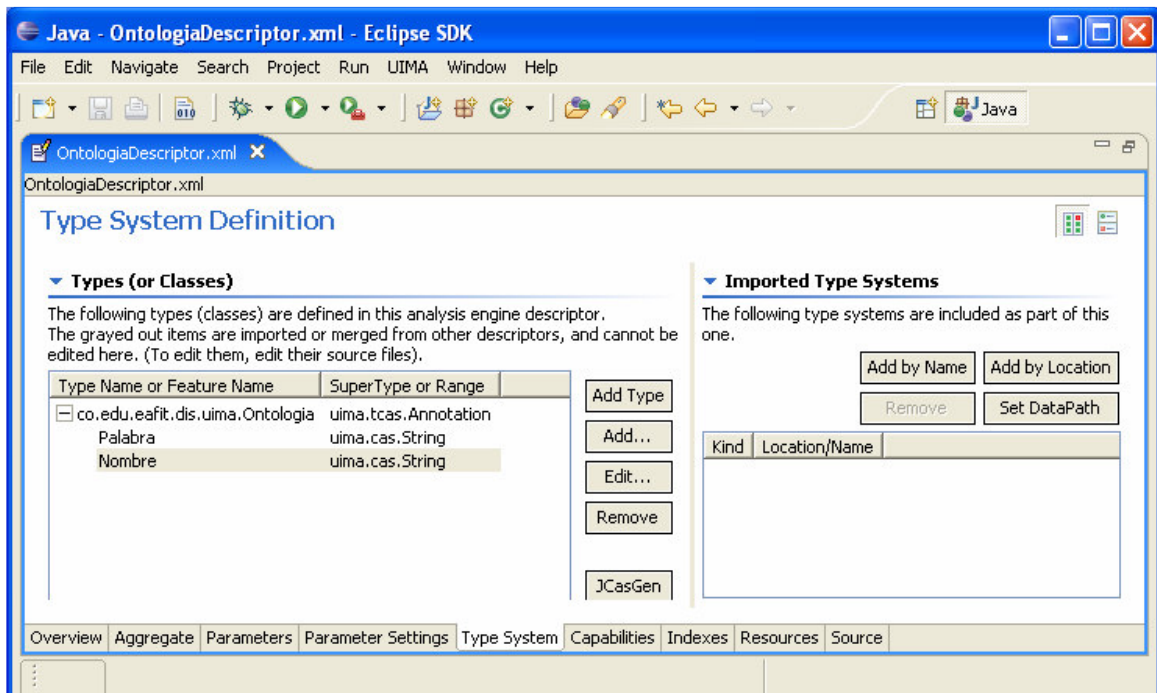 Java - OntologiaDescriptor.xml - Eclipse SDK
File Edit Navigate Search Project Run UIMA Window Help
010
Java
OntologiaDescriptor.xml
OntologiaDescriptor.xml
Type System Definition
Types (or Classes)
The following types (classes) are defined in this analysis engine descriptor.
The grayed out items are imported or merged from other descriptors, and cannot be
edited here. (To edit them, edit their source files).
Type Name or Feature Name SuperType or Range
co.edu.eafit.dis.uima.Ontologia uima.tcas.Annotation
Palabra uima.cas.String
Nombre uima.cas.String
Add Type
Add...
Edit...
Remove
JCasGen
Imported Type Systems
The following type systems are included as part of this
one.
Add by Name Add by Location
Remove Set DataPath
Kind Location/Name
Overview Aggregate Parameters Parameter Settings Type System Capabilities Indexes Resources Source